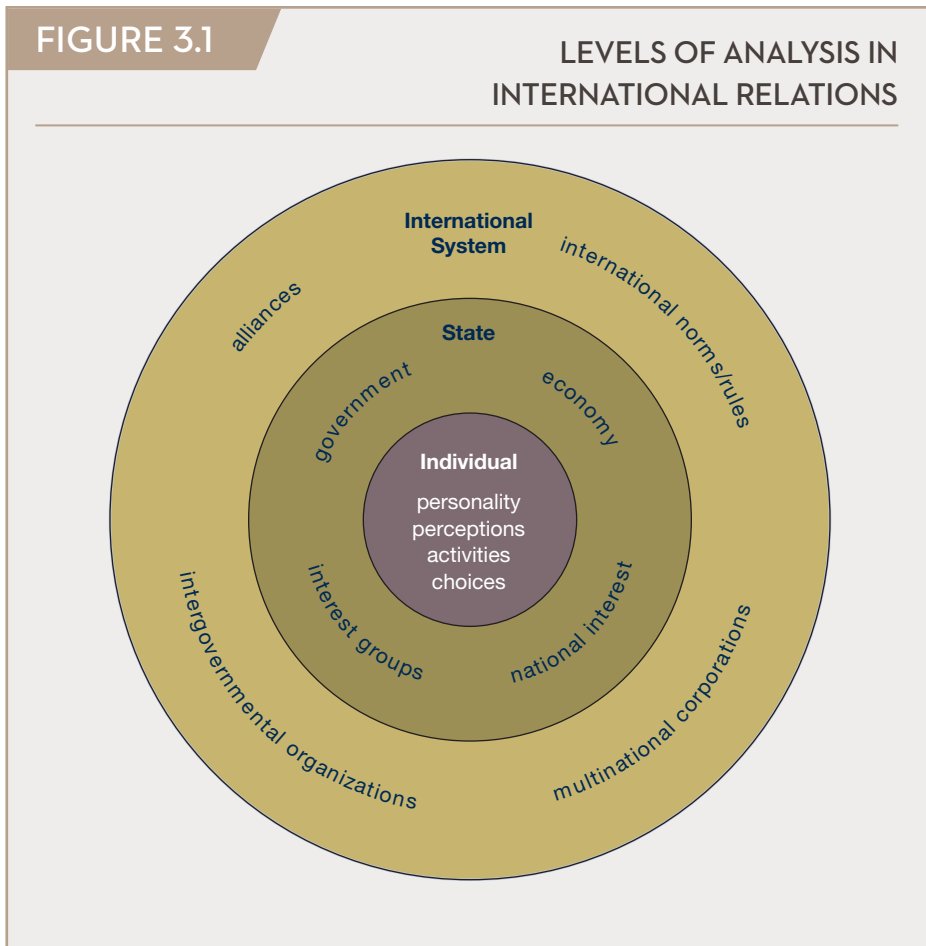 FIGURE 3.1
LEVELS OF ANALYSIS IN
INTERNATIONAL RELATIONS
International
System
alliances
international norms/rules
State
government
economy
Individual
personality
perceptions
activities
choices
interest groups
national interest
intergovernmental organizations
multinational corporations